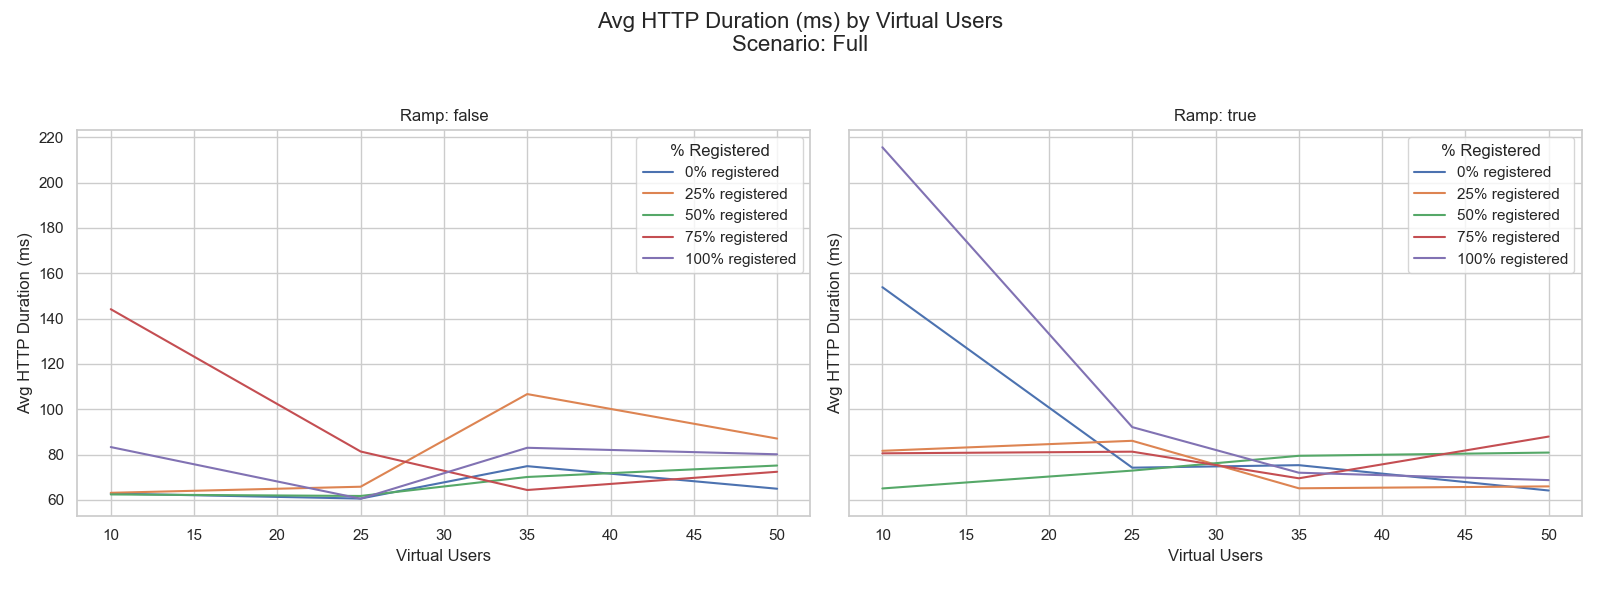 Avg HTTP Duration (ms) by Virtual Users
Scenario: Full
Ramp: false
220
200
180
160
140
120
100
80
60
Avg HTTP Duration (ms)
10 15 20 25 30 35 40 45 50
Virtual Users
% Registered
0% registered
25% registered
50% registered
75% registered
100% registered
Ramp: true
Avg HTTP Duration (ms)
10 15 20 25 30 35 40 45 50
Virtual Users
% Registered
0% registered
25% registered
50% registered
75% registered
100% registered